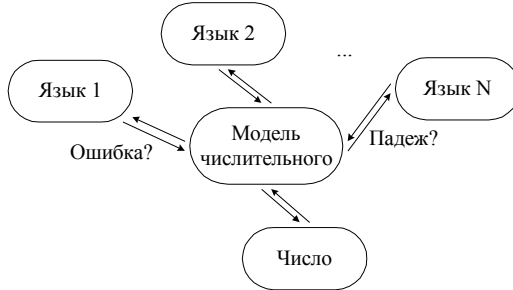 Язык 2
...
Язык 1
Язык N
Модель
числительного
Ошибка?
Падеж?
Число